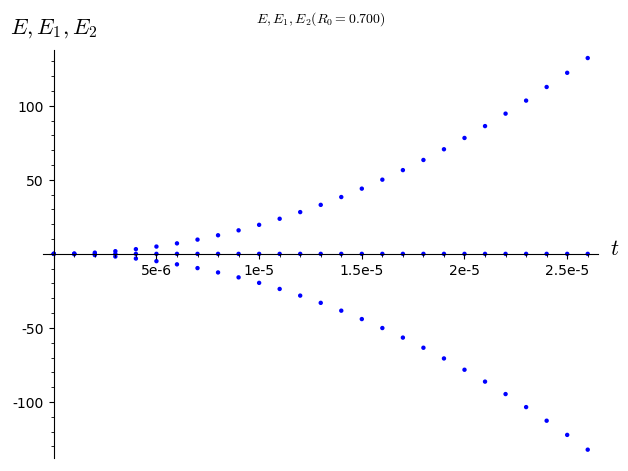 E, E₁, E₂(R₀ = 0.700)
E, E₁, E₂
100
50
t
5e-6 1e-5 1.5e-5 2e-5 2.5e-5
-50
-100